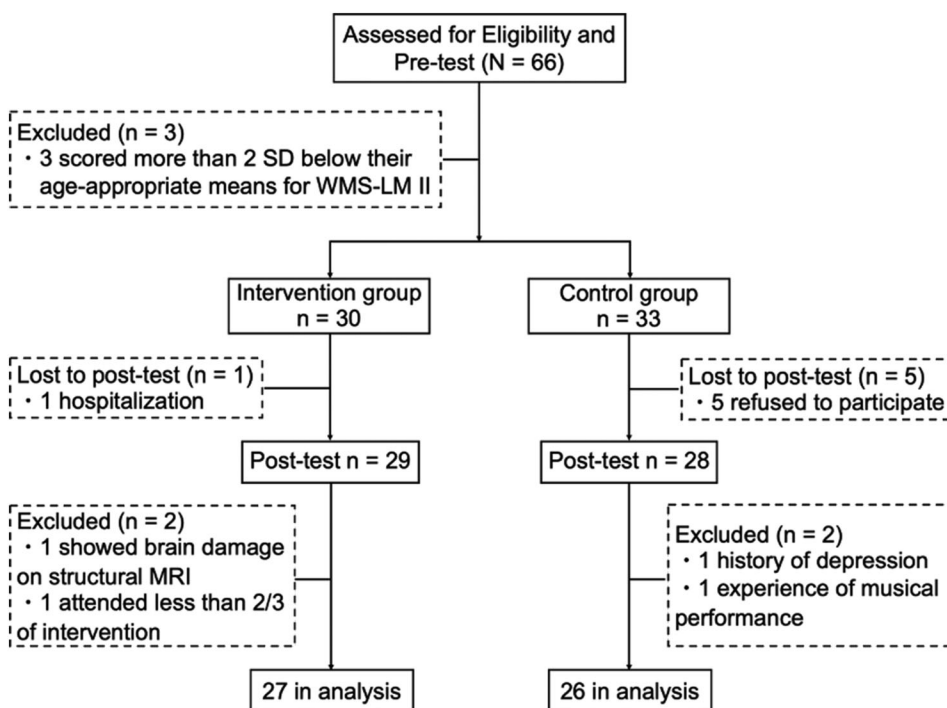 Assessed for Eligibility and
Pre-test (N = 66)
Excluded (n = 3)
・3 scored more than 2 SD below their
age-appropriate means for WMS-LM II
Intervention group
n = 30
Control group
n = 33
Lost to post-test (n = 1)
・1 hospitalization
Lost to post-test (n = 5)
・5 refused to participate
Post-test n = 29
Post-test n = 28
Excluded (n = 2)
・1 showed brain damage
on structural MRI
・1 attended less than 2/3
of intervention
Excluded (n = 2)
・1 history of depression
・1 experience of musical
performance
27 in analysis
26 in analysis